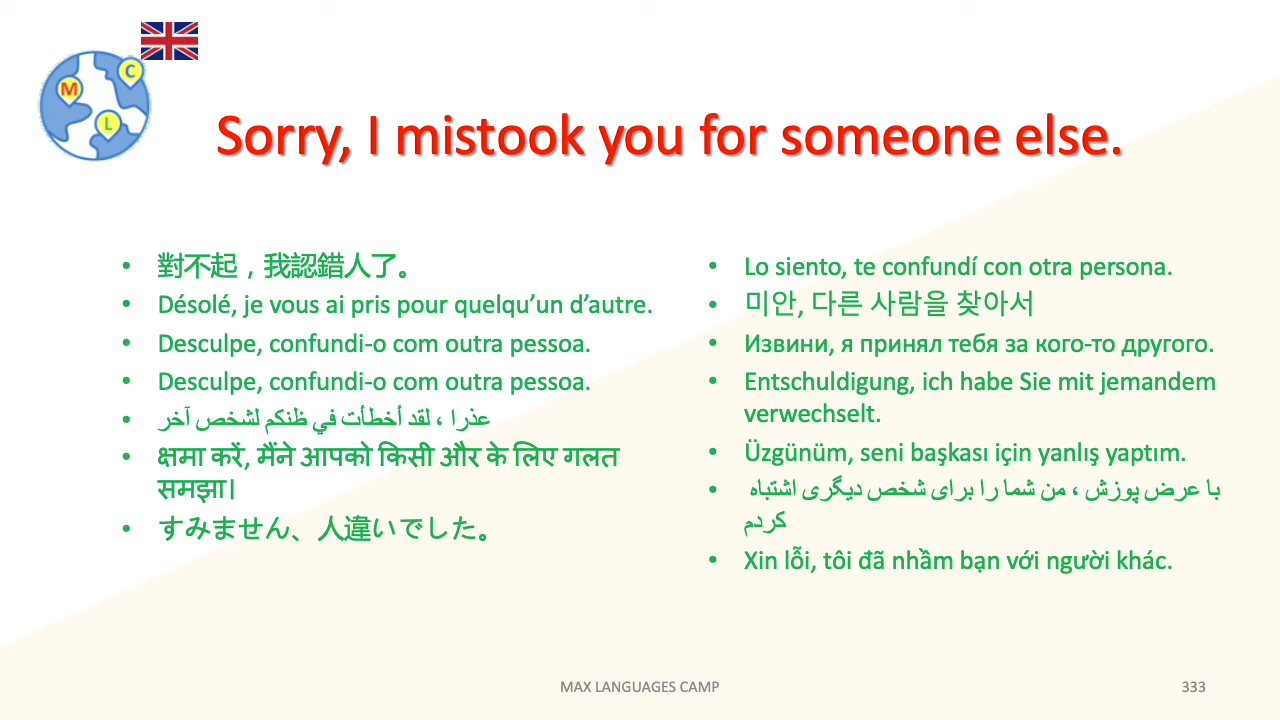 M
C
L
Sorry, I mistook you for someone else.
• 對不起，我認錯人了。
• Désolé, je vous ai pris pour quelqu’un d’autre.
• Desculpe, confundi-o com outra pessoa.
• Desculpe, confundi-o com outra pessoa.
• عذرا ، لقد أخطأت في ظنكم لشخص آخر
• क्षमा करें, मैंने आपको किसी और के लिए गलत
समझा।
• すみません、人違いでした。
• Lo siento, te confundí con otra persona.
• 미안, 다른 사람을 찾아서
• Извини, я принял тебя за кого-то другого.
• Entschuldigung, ich habe Sie mit jemandem
verwechselt.
• Üzgünüm, seni başkası için yanlış yaptım.
• با عرض پوزش ، من شما را برای شخص دیگری اشتباه
کردم
• Xin lỗi, tôi đã nhầm bạn với người khác.
MAX LANGUAGES CAMP
333